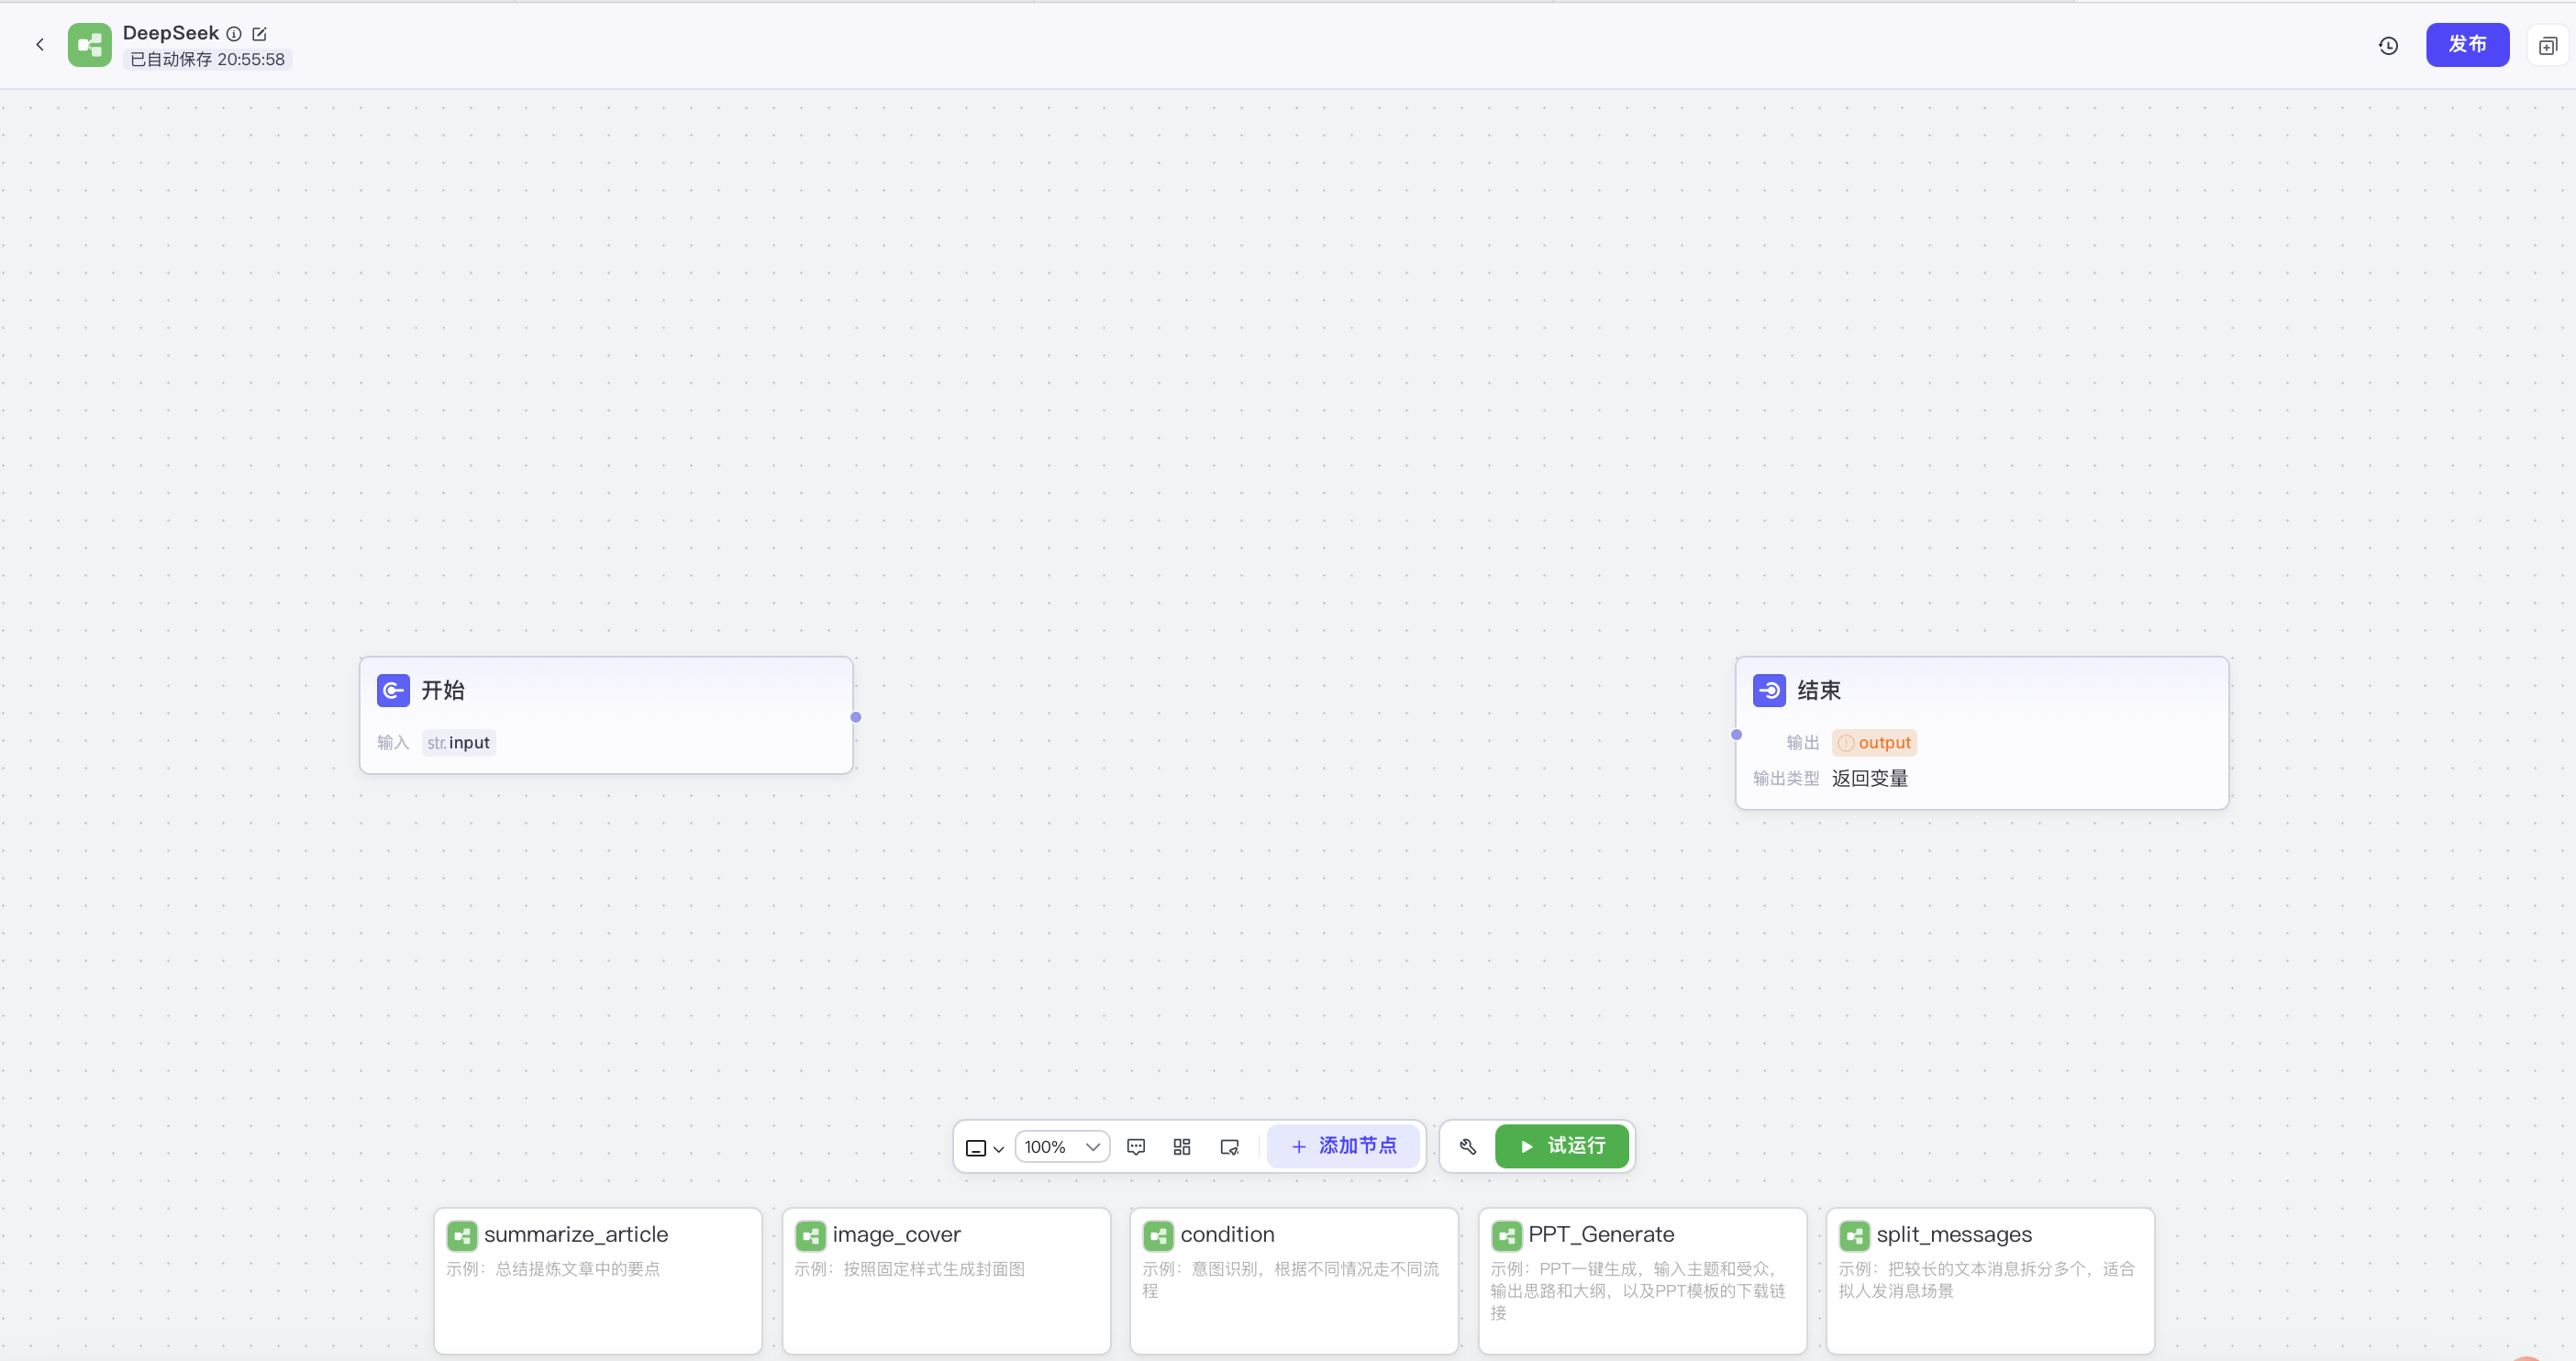 DeepSeek
已自动保存 20:55:58
发布
开始
输入 str. input
结束
输出 output
输出类型 返回变量
100%
添加节点
试运行
summarize_article
示例：总结提炼文章中的要点
image_cover
示例：按照固定样式生成封面图
condition
示例：意图识别，根据不同情况走不同流
程
PPT_Generate
示例：PPT一键生成，输入主题和受众，
输出思路和大纲，以及PPT模板的下载链
接
split_messages
示例：把较长的文本消息拆分多个，适合
拟人发消息场景